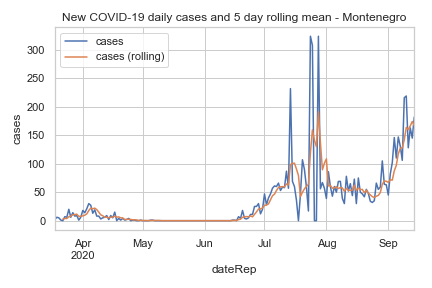 New COVID-19 daily cases and 5 day rolling mean - Montenegro
cases
cases (rolling)
300
250
200
150
100
50
0
cases
Apr
2020
May
Jun
Jul
Aug
Sep
dateRep